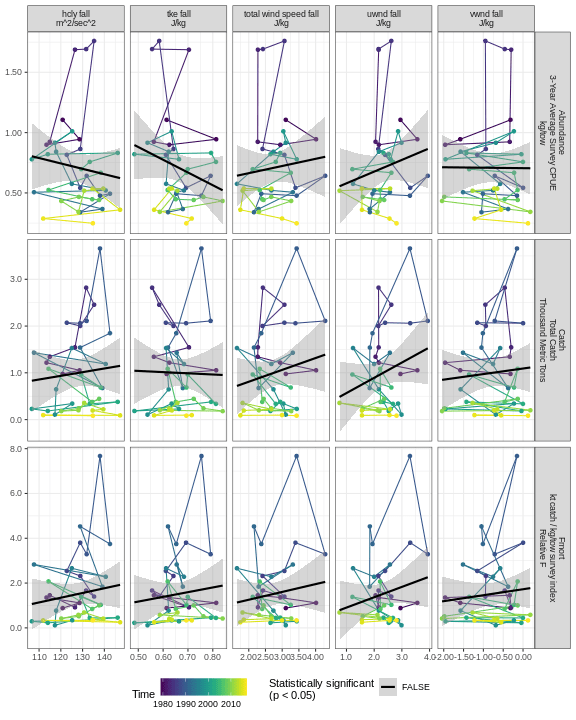 hcly fall
m^2/sec^2
tke fall
J/kg
total wind speed fall
J/kg
uwnd fall
J/kg
vwnd fall
J/kg
Abundance
3-Year Average Survey CPUE
kg/tow
1.50
1.00
0.50
Catch
Total Catch
Thousand Metric Tons
3.0
2.0
1.0
0.0
Fmort
kt catch / kg/tow survey index
Relative F
8.0
6.0
4.0
2.0
0.0
110 120 130 140
0.50 0.60 0.70 0.80
2.00 2.50 3.00 3.50 4.00
1.0 2.0 3.0 4.0
-2.00 -1.50 -1.00 -0.50 0.00
Time
1980 1990 2000 2010
Statistically significant
(p < 0.05)
FALSE